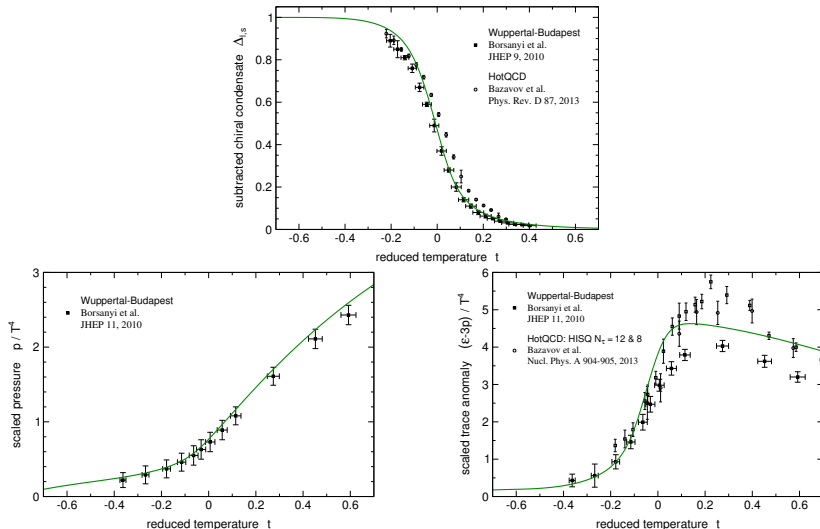 1
0.8
0.6
0.4
0.2
0
subtracted chiral condensate Δl,s
Wuppertal-Budapest
Borsanyi et al.
JHEP 9, 2010
HotQCD
Bazavov et al.
Phys. Rev. D 87, 2013
-0.6 -0.4 -0.2 0 0.2 0.4 0.6
reduced temperature t
3
2
1
0
scaled pressure p / T⁴
Wuppertal-Budapest
Borsanyi et al.
JHEP 11, 2010
-0.6 -0.4 -0.2 0 0.2 0.4 0.6
reduced temperature t
6
5
4
3
2
1
0
scaled trace anomaly (ε-3p) / T⁴
Wuppertal-Budapest
Borsanyi et al.
JHEP 11, 2010
HotQCD: HISQ Nτ = 12 & 8
Bazavov et al.
Nucl. Phys. A 904-905, 2013
-0.6 -0.4 -0.2 0 0.2 0.4 0.6
reduced temperature t